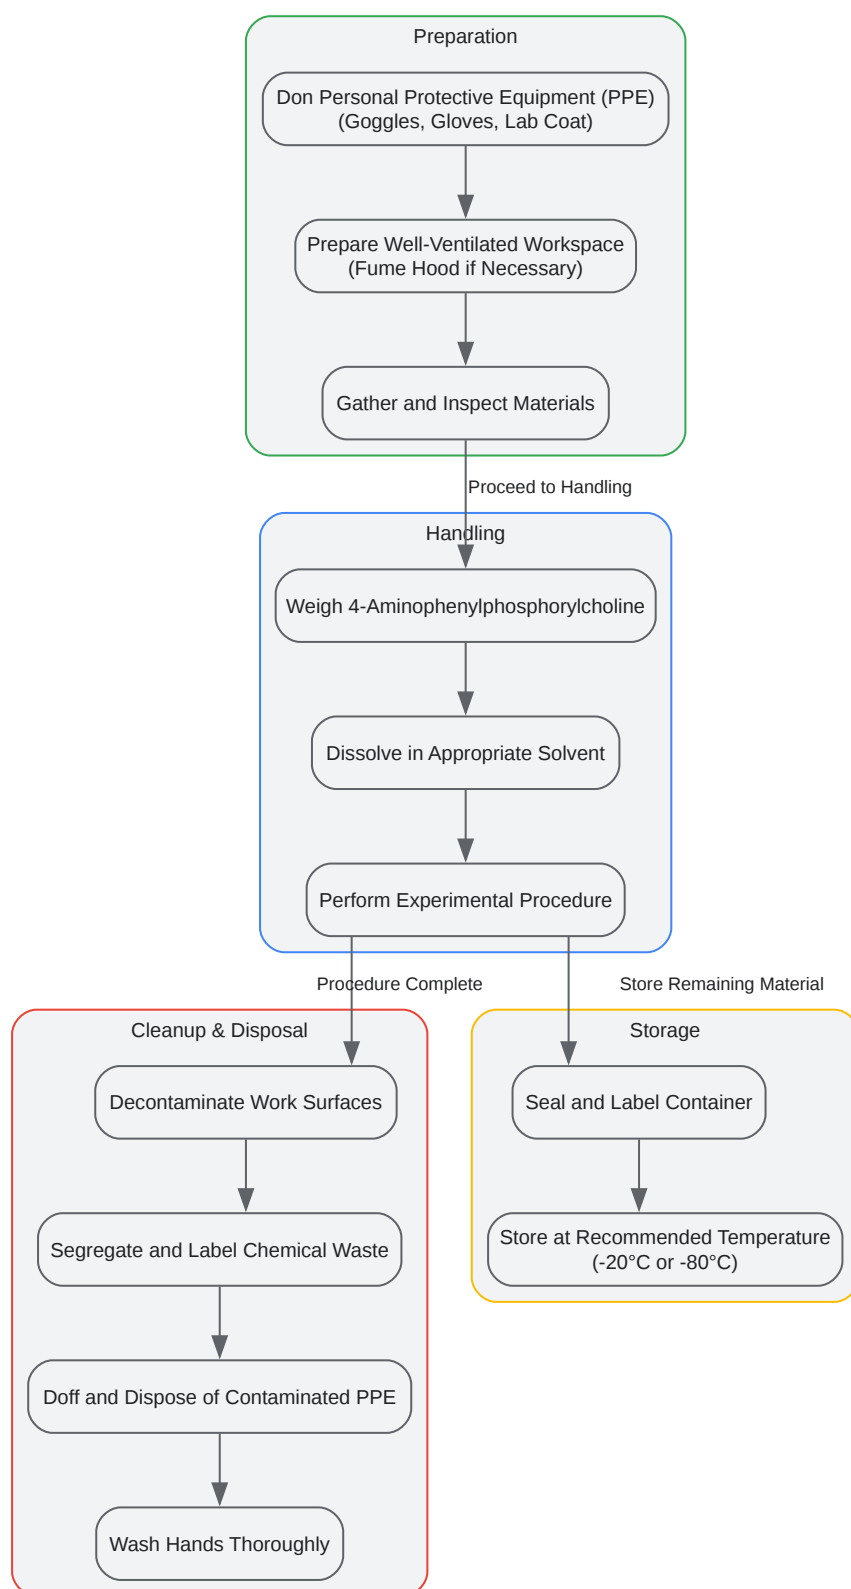 Preparation
Don Personal Protective Equipment (PPE)
(Goggles, Gloves, Lab Coat)
Prepare Well-Ventilated Workspace
(Fume Hood if Necessary)
Gather and Inspect Materials
Proceed to Handling
Handling
Weigh 4-Aminophenylphosphorylcholine
Dissolve in Appropriate Solvent
Perform Experimental Procedure
Procedure Complete
Store Remaining Material
Cleanup & Disposal
Decontaminate Work Surfaces
Segregate and Label Chemical Waste
Doff and Dispose of Contaminated PPE
Wash Hands Thoroughly
Storage
Seal and Label Container
Store at Recommended Temperature
(-20°C or -80°C)